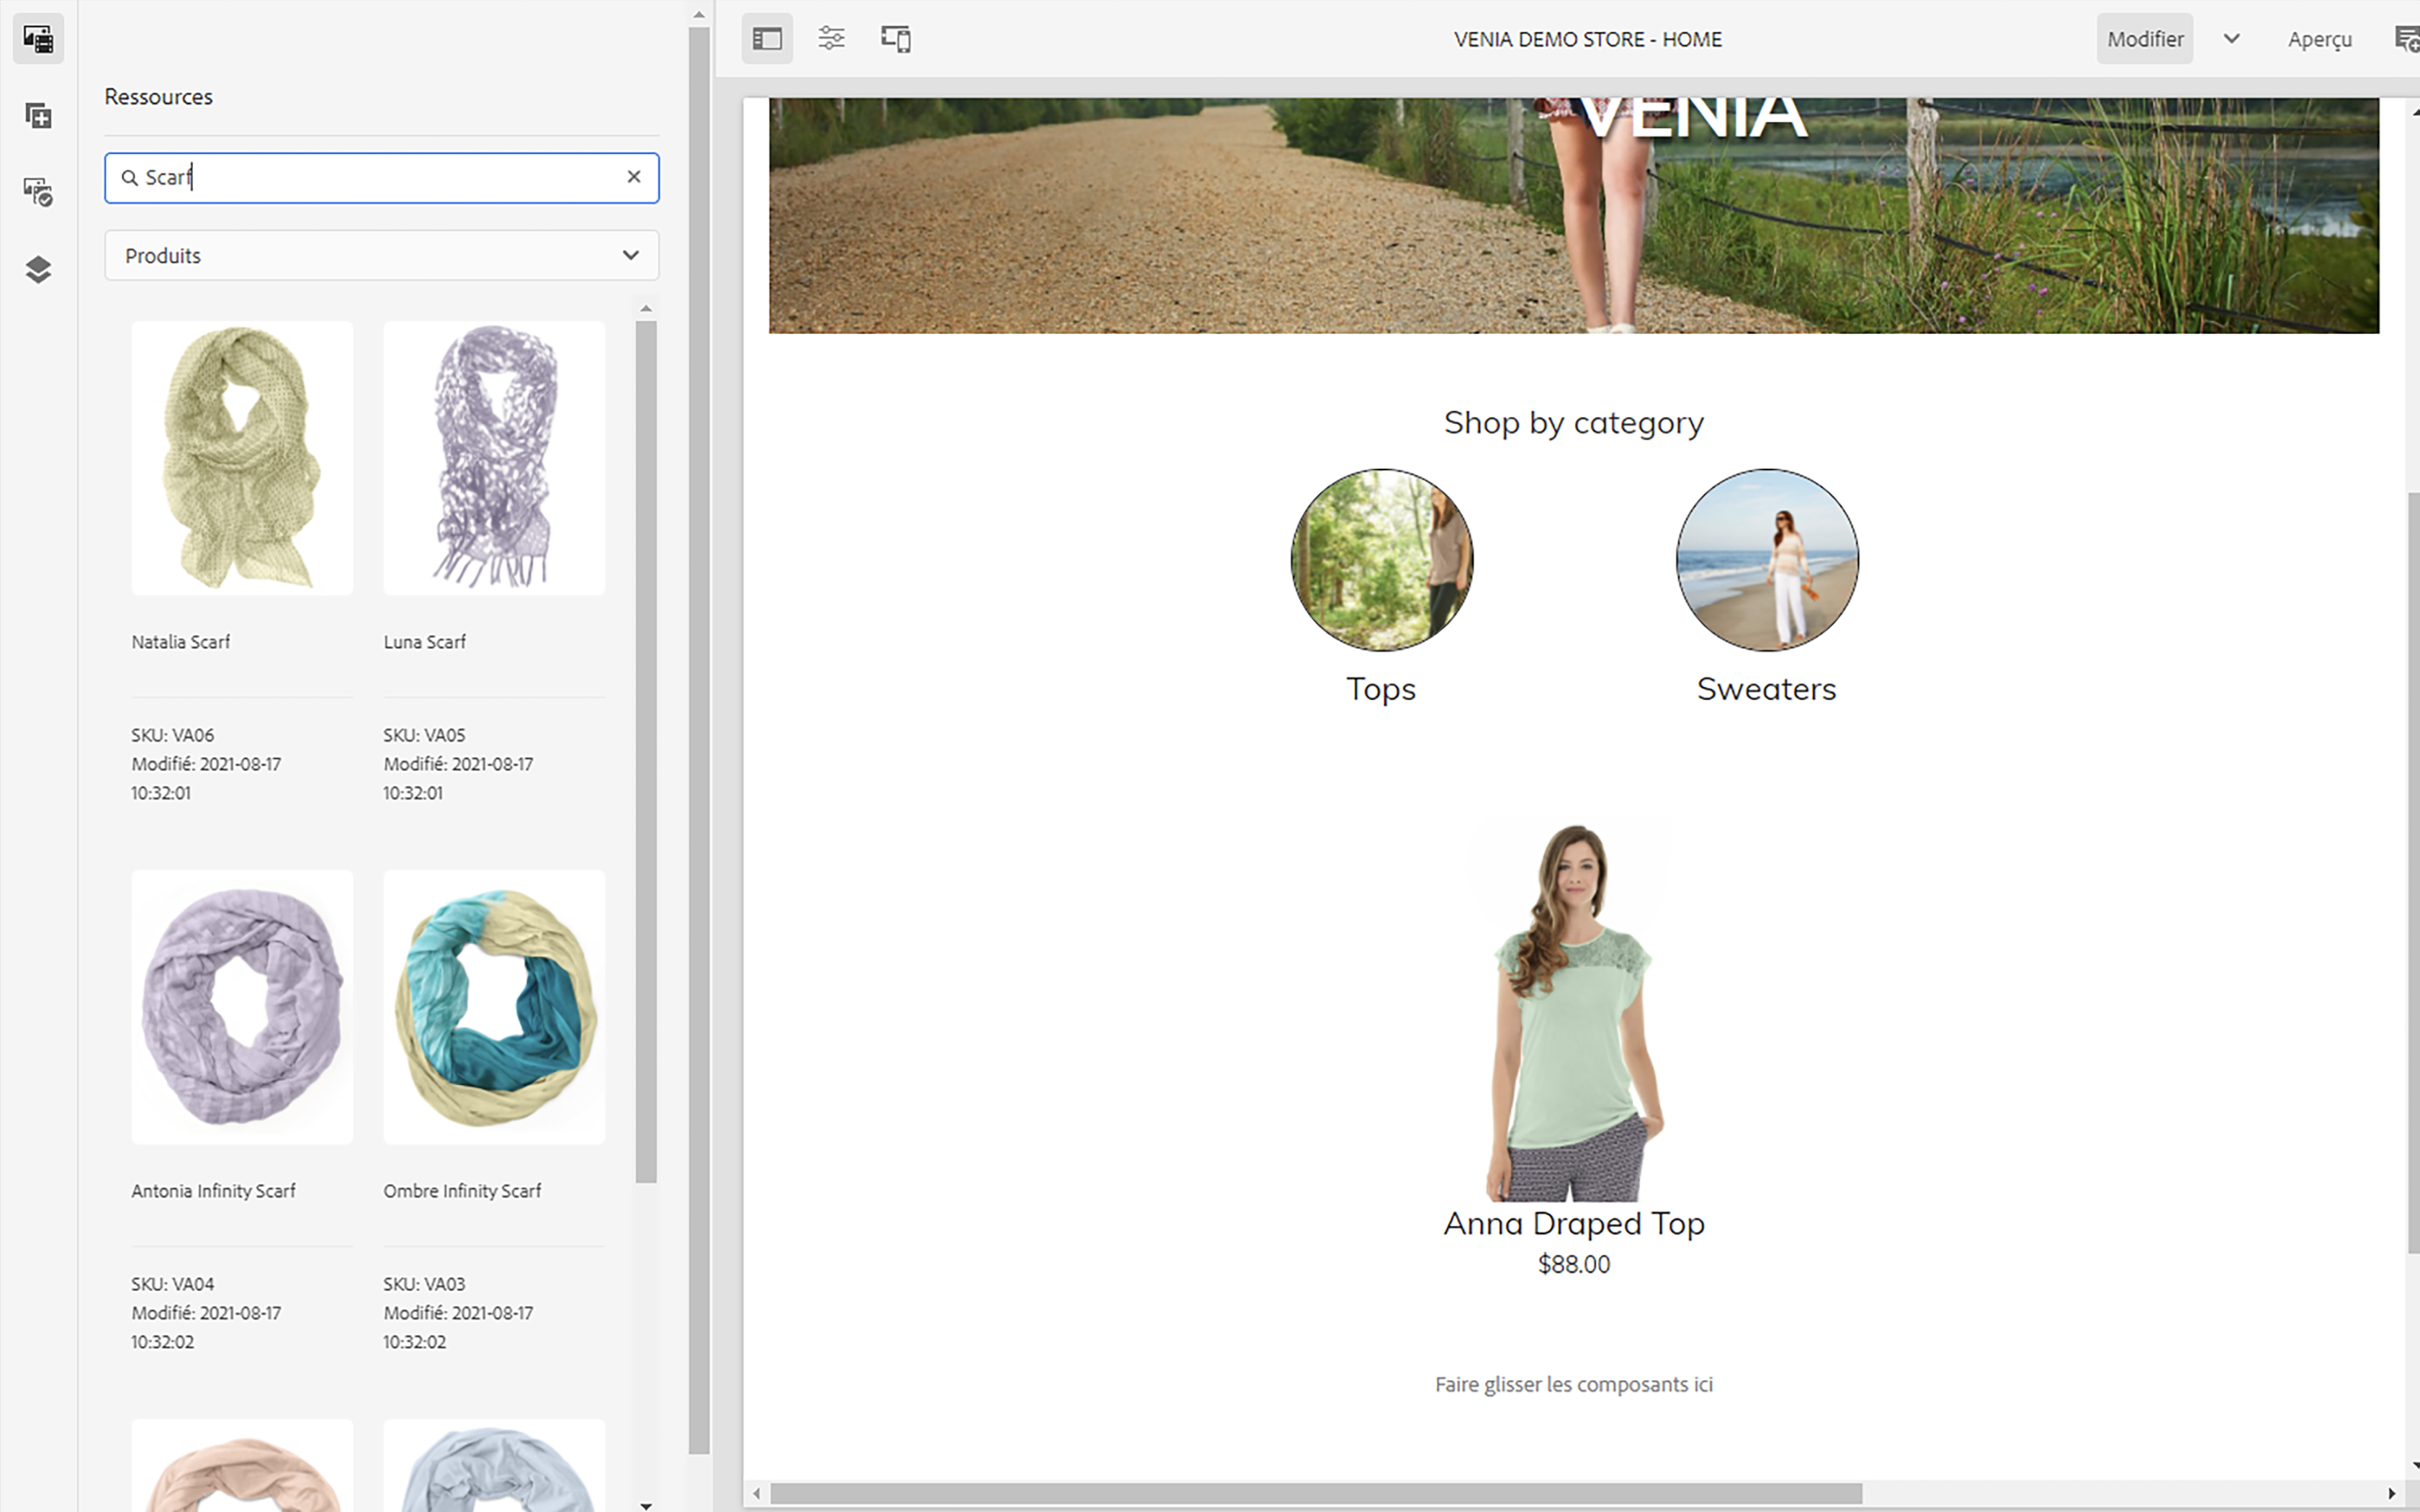 Ressources
Scarf
Produits
Natalia Scarf
SKU: VA06
Modifié: 2021-08-17
10:32:01
Luna Scarf
SKU: VA05
Modifié: 2021-08-17
10:32:01
Antonia Infinity Scarf
SKU: VA04
Modifié: 2021-08-17
10:32:02
Ombre Infinity Scarf
SKU: VA03
Modifié: 2021-08-17
10:32:02
VENIA DEMO STORE - HOME
Modifier
Aperçu
VENIA
Shop by category
Tops
Sweaters
Anna Draped Top
$88.00
Faire glisser les composants ici